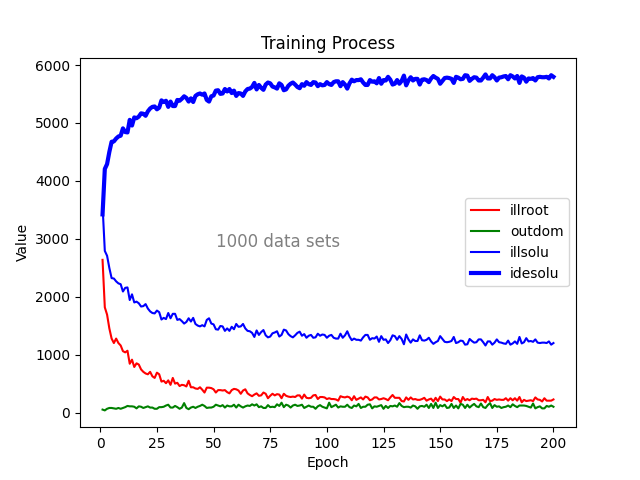 Training Process
Value
6000
5000
4000
3000
2000
1000
0
1000 data sets
illroot
outdom
illsolu
idesolu
0 25 50 75 100 125 150 175 200
Epoch